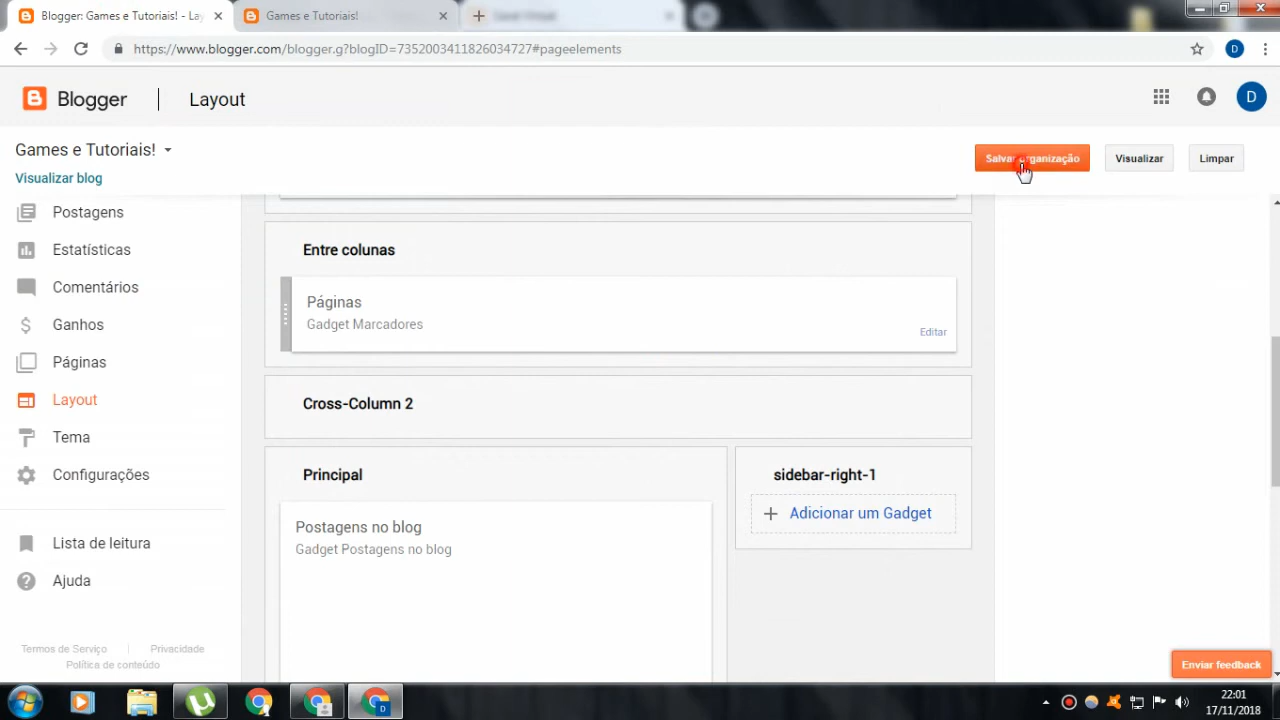 Blogger: Games e Tutoriais! - Lay
Games e Tutoriais!
https://www.blogger.com/blogger.g?blogID=7352003411826034727#pageelements
D
Blogger
Layout
D
Games e Tutoriais!
Salvar organização
Visualizar
Limpar
Visualizar blog
Postagens
Estatísticas
Comentários
Ganhos
Páginas
Layout
Tema
Configurações
Lista de leitura
Ajuda
Termos de Serviço
Privacidade
Política de conteúdo
Entre colunas
Páginas
Gadget Marcadores
Editar
Cross-Column 2
Principal
Postagens no blog
Gadget Postagens no blog
sidebar-right-1
Adicionar um Gadget
Enviar feedback
D
22:01
17/11/2018